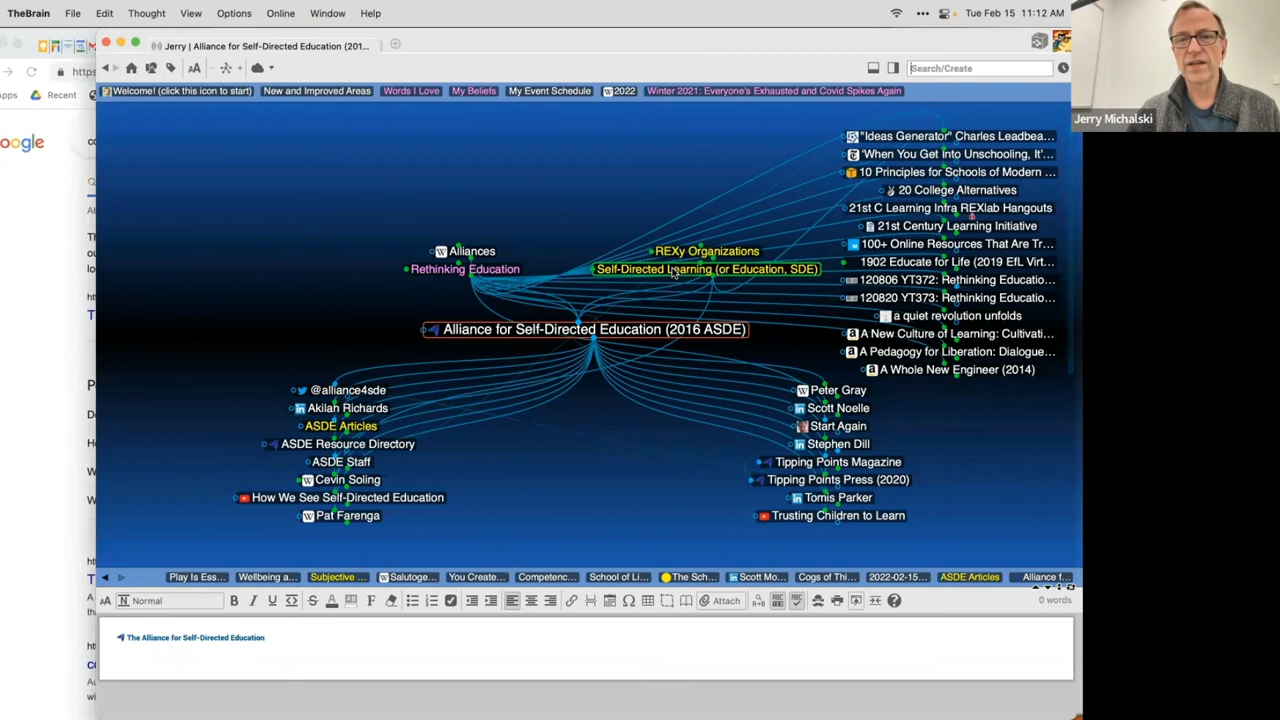 TheBrain File Edit Thought View Options Online Window Help Tue Feb 15 11:12 AM
Jerry | Alliance for Self-Directed Education (201...
Search/Create
Welcome! (click this icon to start) New and Improved Areas Words I Love My Beliefs My Event Schedule 2022 Winter 2021: Everyone's Exhausted and Covid Spikes Again
Jerry Michalski
https
pps Recent
ogle
"Ideas Generator" Charles Leadbea...
'When You Get Into Unschooling, It'...
10 Principles for Schools of Modern ...
20 College Alternatives
21st C Learning Infra REXlab Hangouts
21st Century Learning Initiative
100+ Online Resources That Are Tr...
1902 Educate for Life (2019 EfL Virt...
120806 YT372: Rethinking Educatio...
120820 YT373: Rethinking Educatio...
a quiet revolution unfolds
A New Culture of Learning: Cultivati...
A Pedagogy for Liberation: Dialogue...
A Whole New Engineer (2014)
Alliances
Rethinking Education
REXy Organizations
Self-Directed Learning (or Education, SDE)
Alliance for Self-Directed Education (2016 ASDE)
@alliance4sde
Akilah Richards
ASDE Articles
ASDE Resource Directory
ASDE Staff
Cevin Soling
How We See Self-Directed Education
Pat Farenga
Peter Gray
Scott Noelle
Start Again
Stephen Dill
Tipping Points Magazine
Tipping Points Press (2020)
Tomis Parker
Trusting Children to Learn
Play Is Ess... Wellbeing a... Subjective ... Salutoge... You Create... Competenc... School of Li... The Sch... Scott Mo... Cogs of Thi... 2022-02-15... ASDE Articles Alliance f...
Normal Attach 0 words
The Alliance for Self-Directed Education